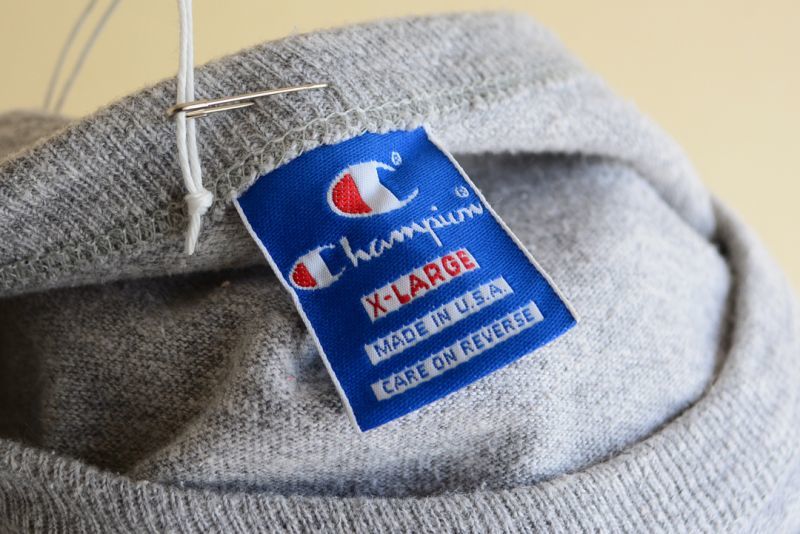 ®
Champion®
X-LARGE
MADE IN U.S.A.
CARE ON REVERSE